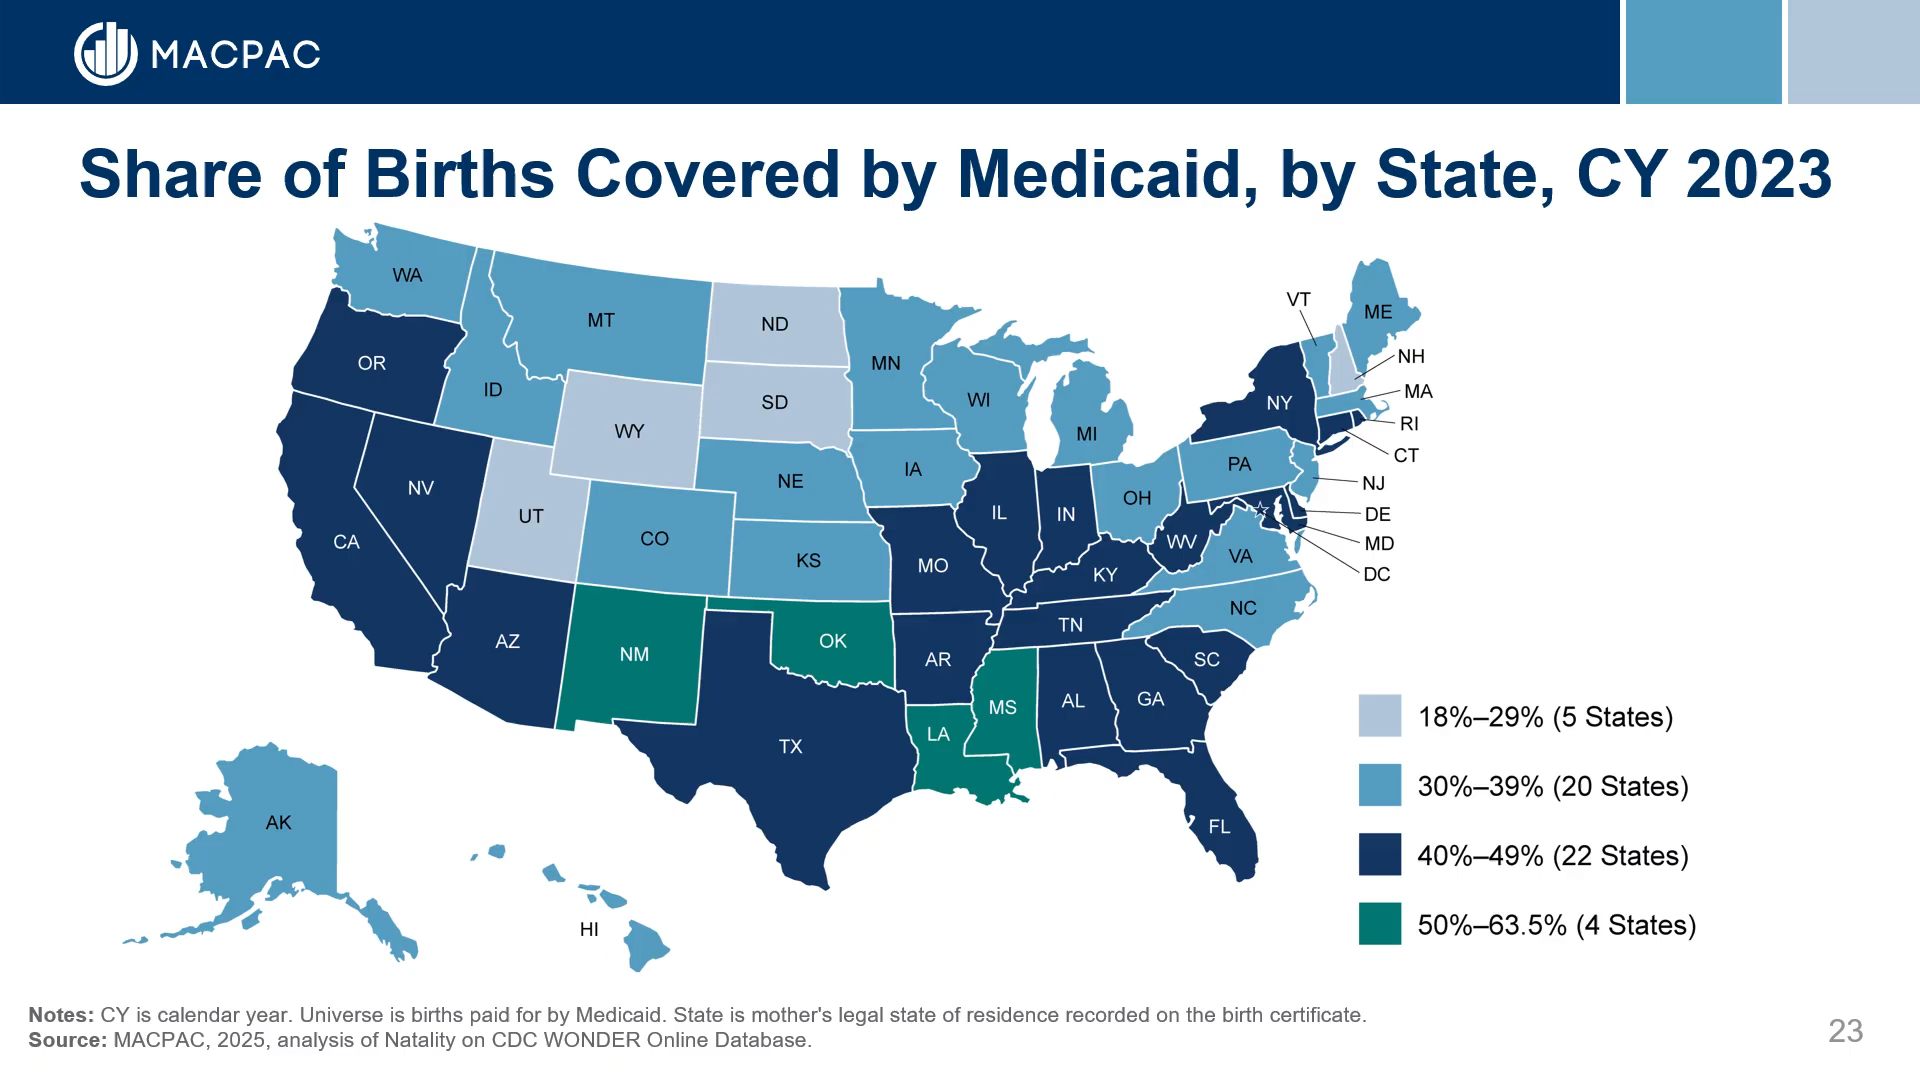 MACPAC
Share of Births Covered by Medicaid, by State, CY 2023
WA
MT
ND
MN
OR
ID
SD
WI
MI
WY
NE
IA
NV
UT
CO
KS
CA
AZ
NM
OK
TX
MO
AR
LA
MS
IL
IN
OH
KY
TN
AL
GA
FL
SC
NC
VA
WV
PA
NY
VT
ME
NH
MA
RI
CT
NJ
DE
MD
DC
AK
HI
18%–29% (5 States)
30%–39% (20 States)
40%–49% (22 States)
50%–63.5% (4 States)
Notes: CY is calendar year. Universe is births paid for by Medicaid. State is mother's legal state of residence recorded on the birth certificate.
Source: MACPAC, 2025, analysis of Natality on CDC WONDER Online Database.
23